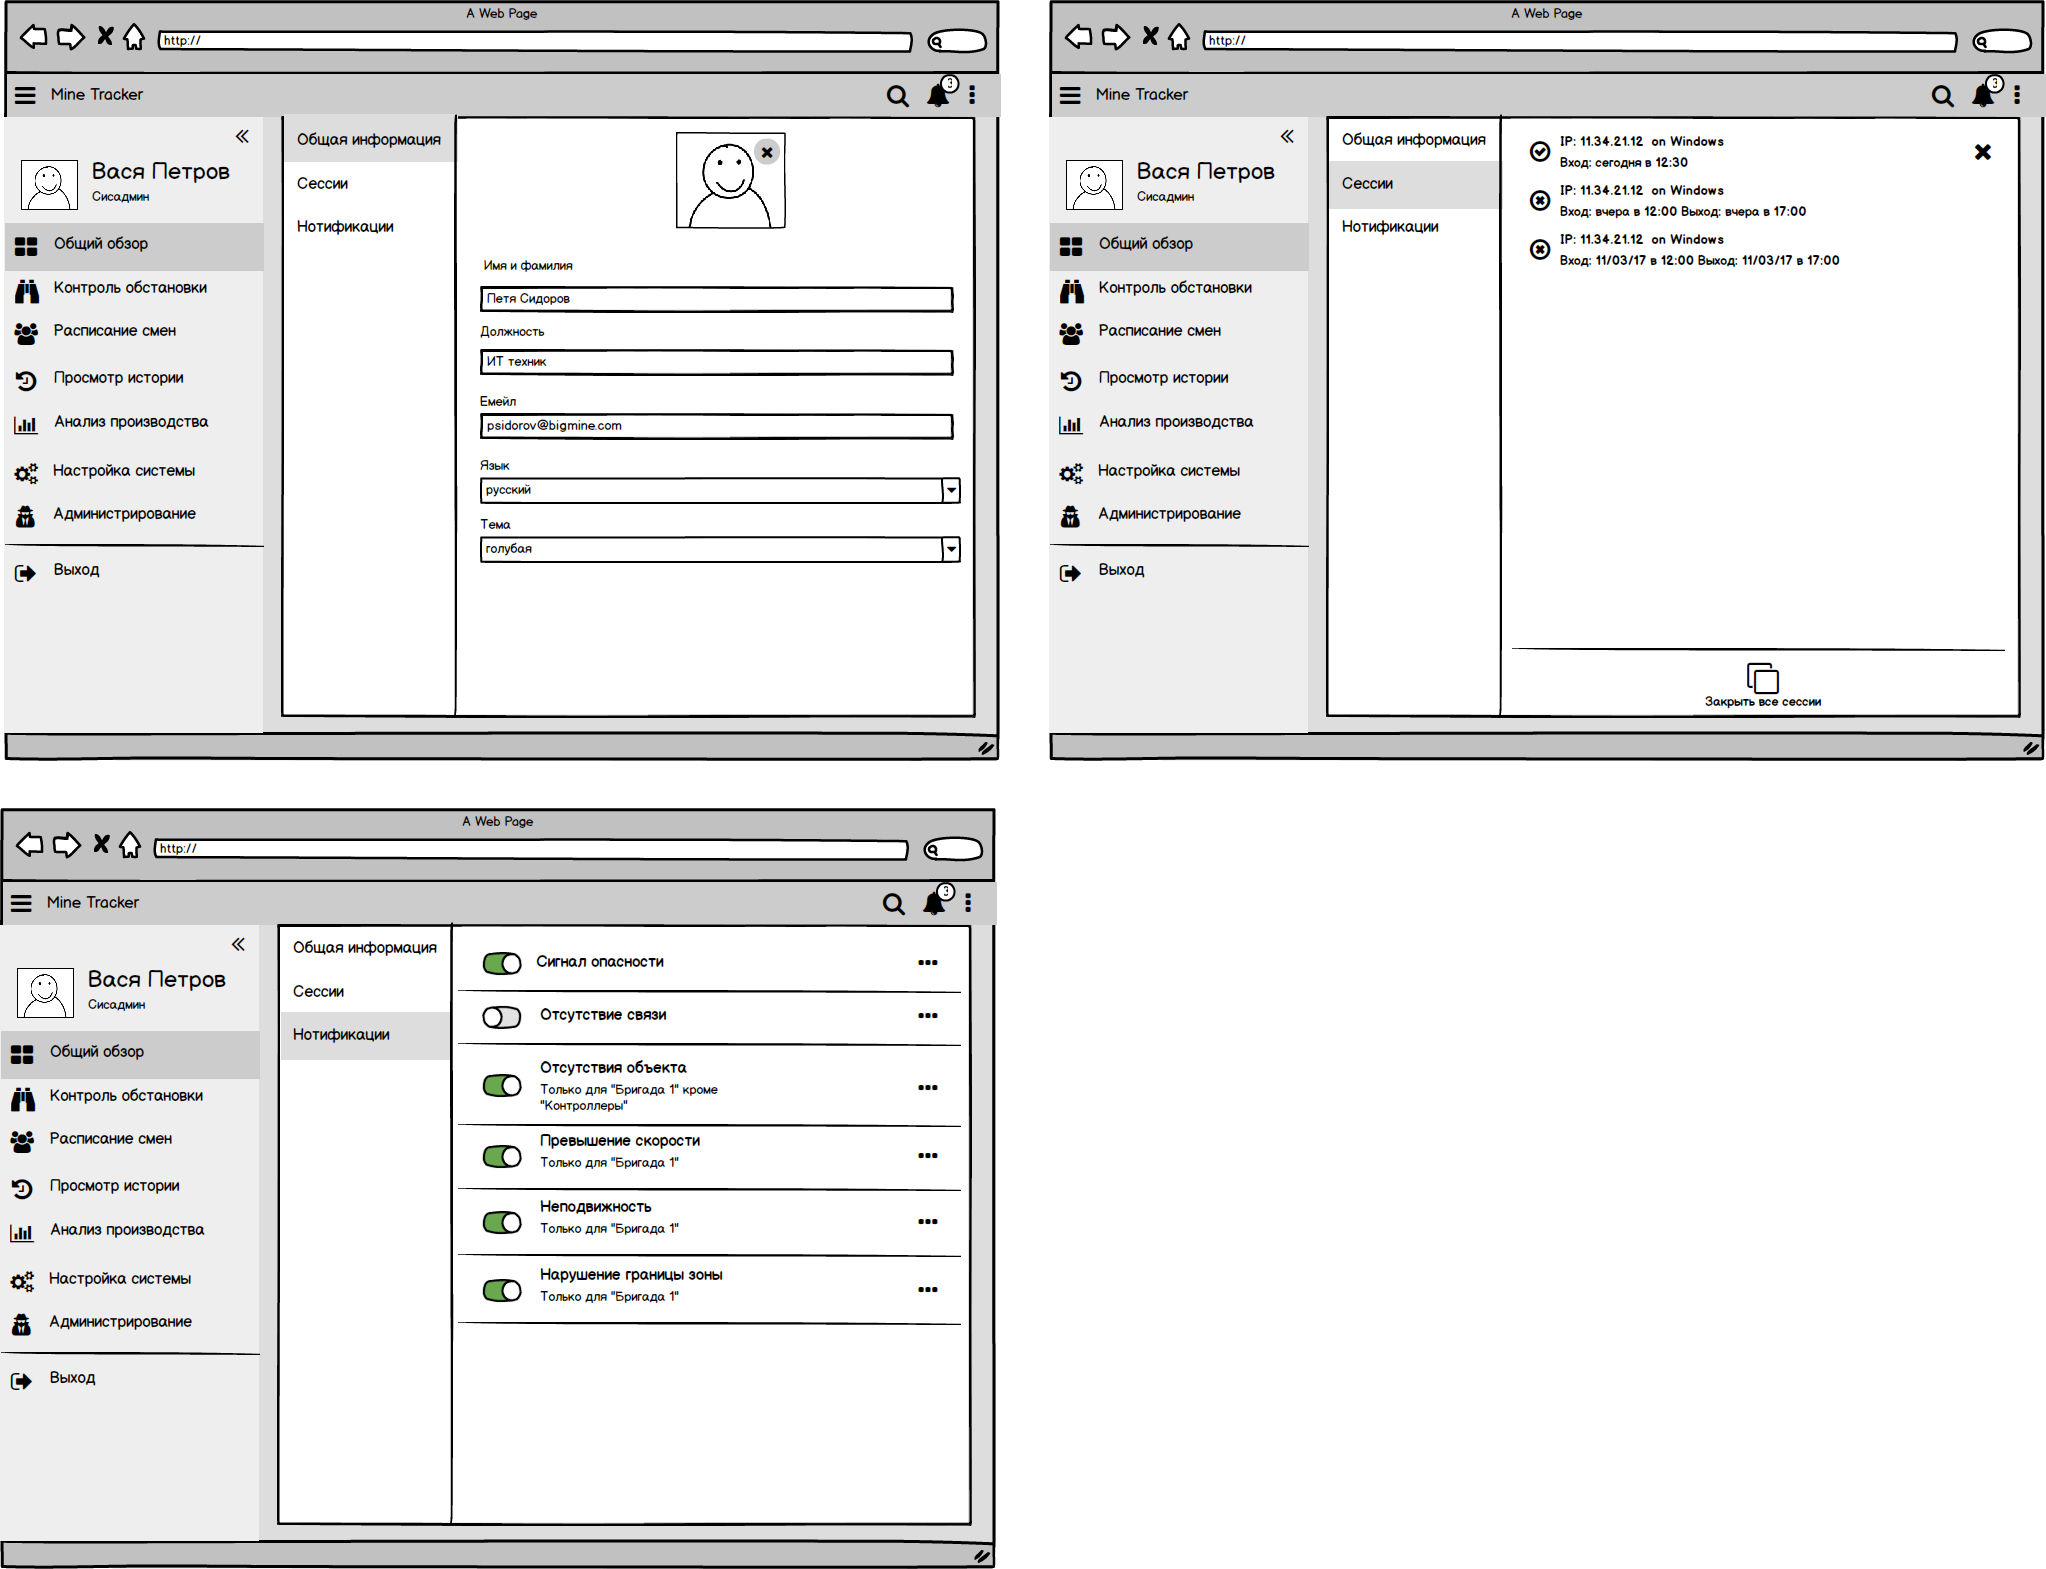 A Web Page
http://
Mine Tracker
3
Вася Петров
Сисадмин
Общий обзор
Контроль обстановки
Расписание смен
Просмотр истории
Анализ производства
Настройка системы
Администрирование
Выход
Общая информация
Сессии
Нотификации
Имя и фамилия
Петя Сидоров
Должность
ИТ техник
Емейл
psidorov@bigmine.com
Язык
русский
Тема
голубая
A Web Page
http://
Mine Tracker
3
Вася Петров
Сисадмин
Общий обзор
Контроль обстановки
Расписание смен
Просмотр истории
Анализ производства
Настройка системы
Администрирование
Выход
Общая информация
Сессии
Нотификации
IP: 11.34.21.12 on Windows
Вход: сегодня в 12:30
IP: 11.34.21.12 on Windows
Вход: вчера в 12:00 Выход: вчера в 17:00
IP: 11.34.21.12 on Windows
Вход: 11/03/17 в 12:00 Выход: 11/03/17 в 17:00
Закрыть все сессии
A Web Page
http://
Mine Tracker
3
Вася Петров
Сисадмин
Общий обзор
Контроль обстановки
Расписание смен
Просмотр истории
Анализ производства
Настройка системы
Администрирование
Выход
Общая информация
Сессии
Нотификации
Сигнал опасности
Отсутствие связи
Отсутствия объекта
Только для "Бригада 1" кроме
"Контроллеры"
Превышение скорости
Только для "Бригада 1"
Неподвижность
Только для "Бригада 1"
Нарушение границы зоны
Только для "Бригада 1"